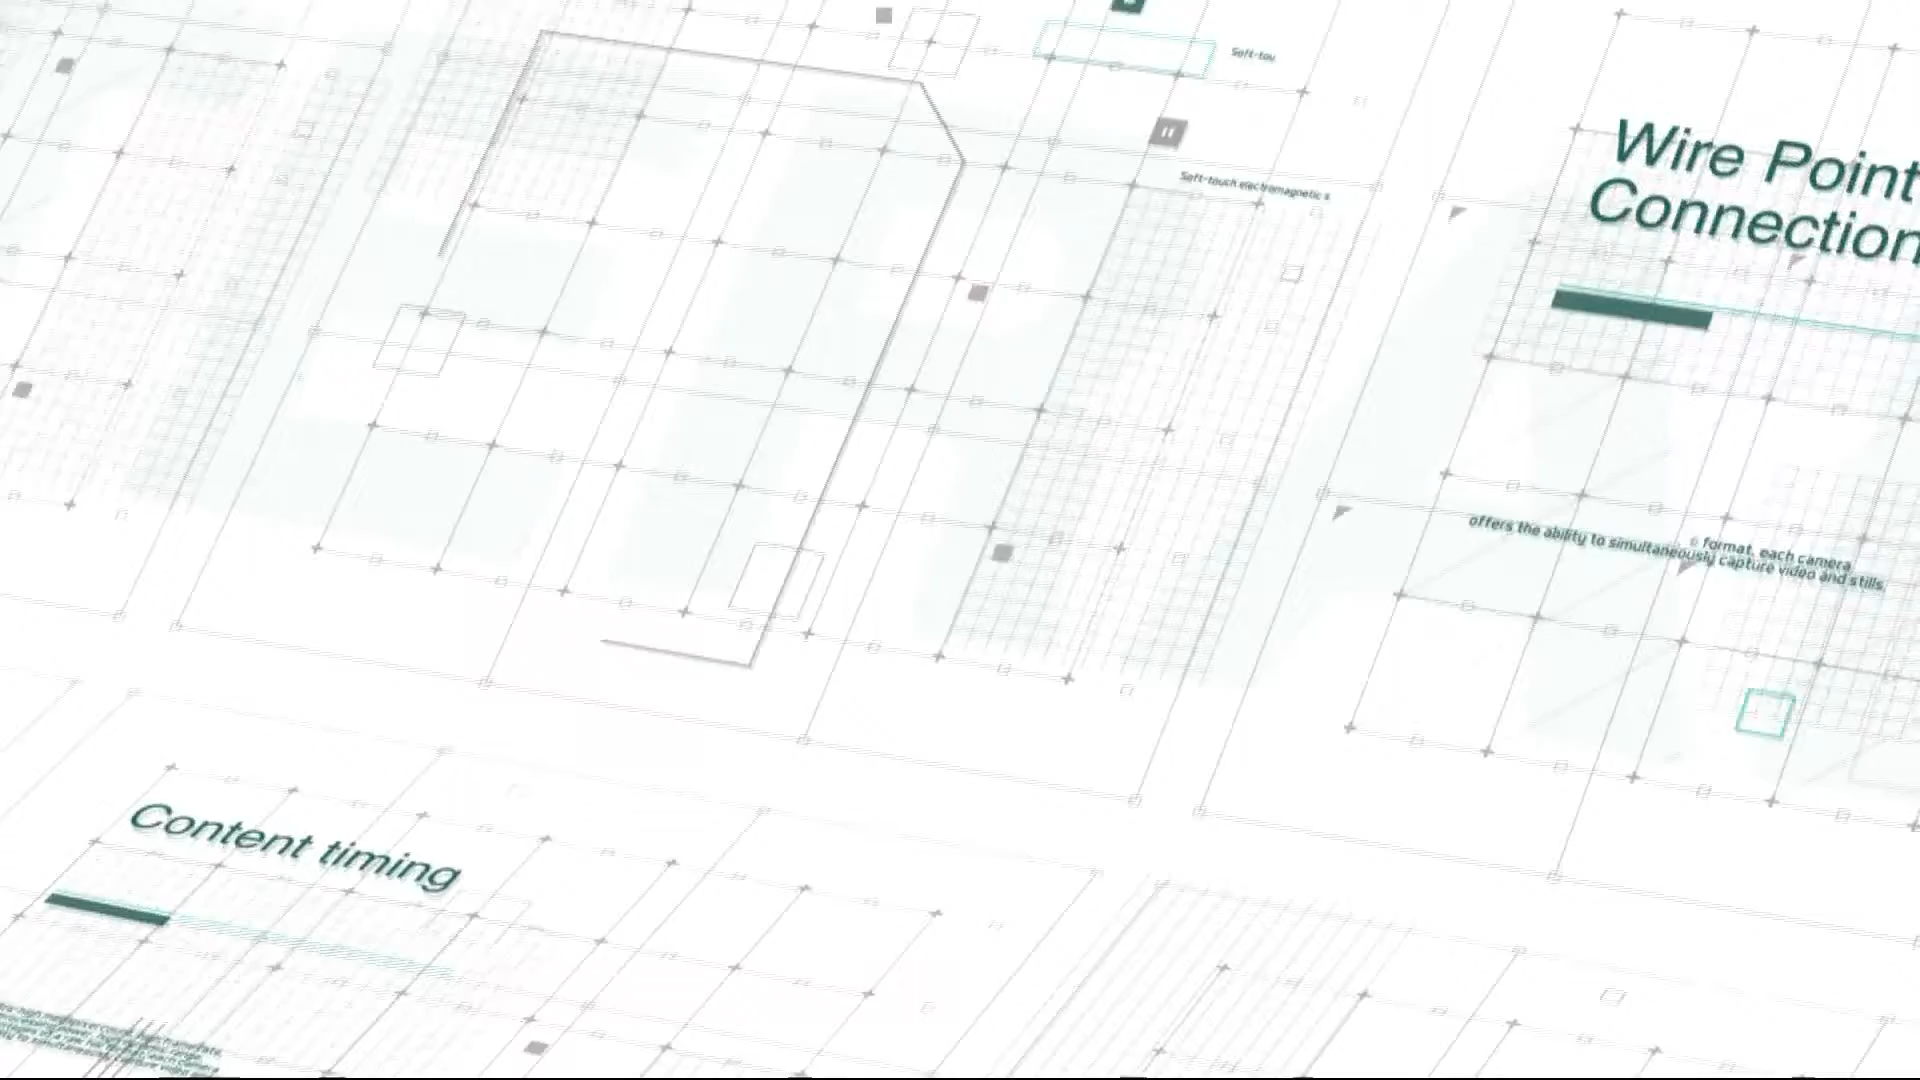 Soft-tou
Soft-touch electromagnetic s
Wire Point
Connection
format, each camera
offers the ability to simultaneously capture video and stills
Content timing